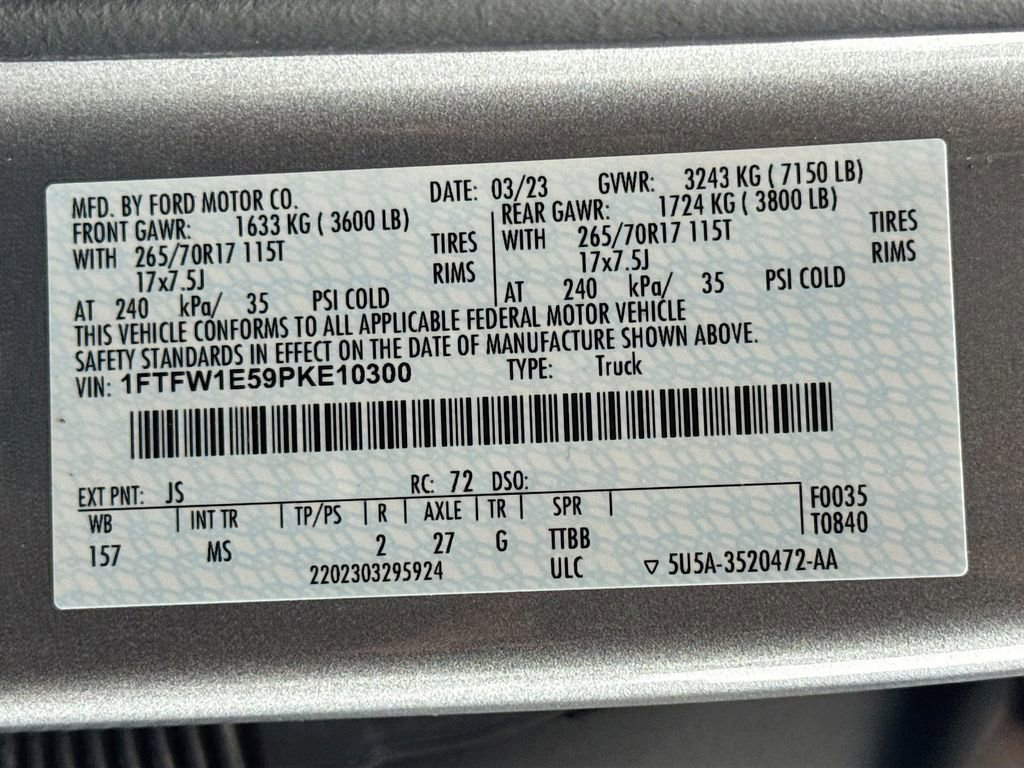 MFD. BY FORD MOTOR CO. DATE: 03/23 GVWR: 3243 KG ( 7150 LB)
FRONT GAWR: 1633 KG ( 3600 LB) REAR GAWR: 1724 KG ( 3800 LB)
WITH 265/70R17 115T TIRES WITH 265/70R17 115T TIRES
17x7.5J RIMS 17x7.5J RIMS
AT 240 kPa/ 35 PSI COLD AT 240 kPa/ 35 PSI COLD
THIS VEHICLE CONFORMS TO ALL APPLICABLE FEDERAL MOTOR VEHICLE
SAFETY STANDARDS IN EFFECT ON THE DATE OF MANUFACTURE SHOWN ABOVE.
VIN: 1FTFW1E59PKE10300 TYPE: Truck
EXT PNT: JS RC: 72 DSO:
WB INT TR TP/PS R AXLE TR SPR F0035
157 MS 2 27 G TTBB T0840
2202303295924 ULC ▽ 5U5A-3520472-AA